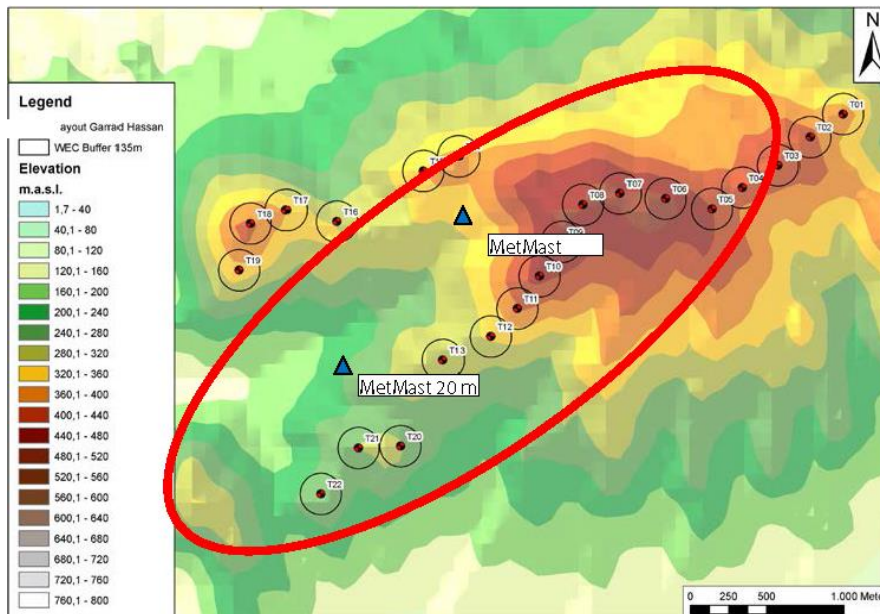 Legend
ayout Garrad Hassan
WEC Buffer 135m
Elevation
m.a.s.l.
1,7 - 40
40,1 - 80
80,1 - 120
120,1 - 160
160,1 - 200
200,1 - 240
240,1 - 280
280,1 - 320
320,1 - 360
360,1 - 400
400,1 - 440
440,1 - 480
480,1 - 520
520,1 - 560
560,1 - 600
600,1 - 640
640,1 - 680
680,1 - 720
720,1 - 760
760,1 - 800
N
T01
T02
T03
T04
T05
T06
T07
T08
T09
T10
T11
T12
T13
T16
T17
T18
T19
T20
T21
T22
MetMast
MetMast 20 m
0 250 500 1.000 Mete